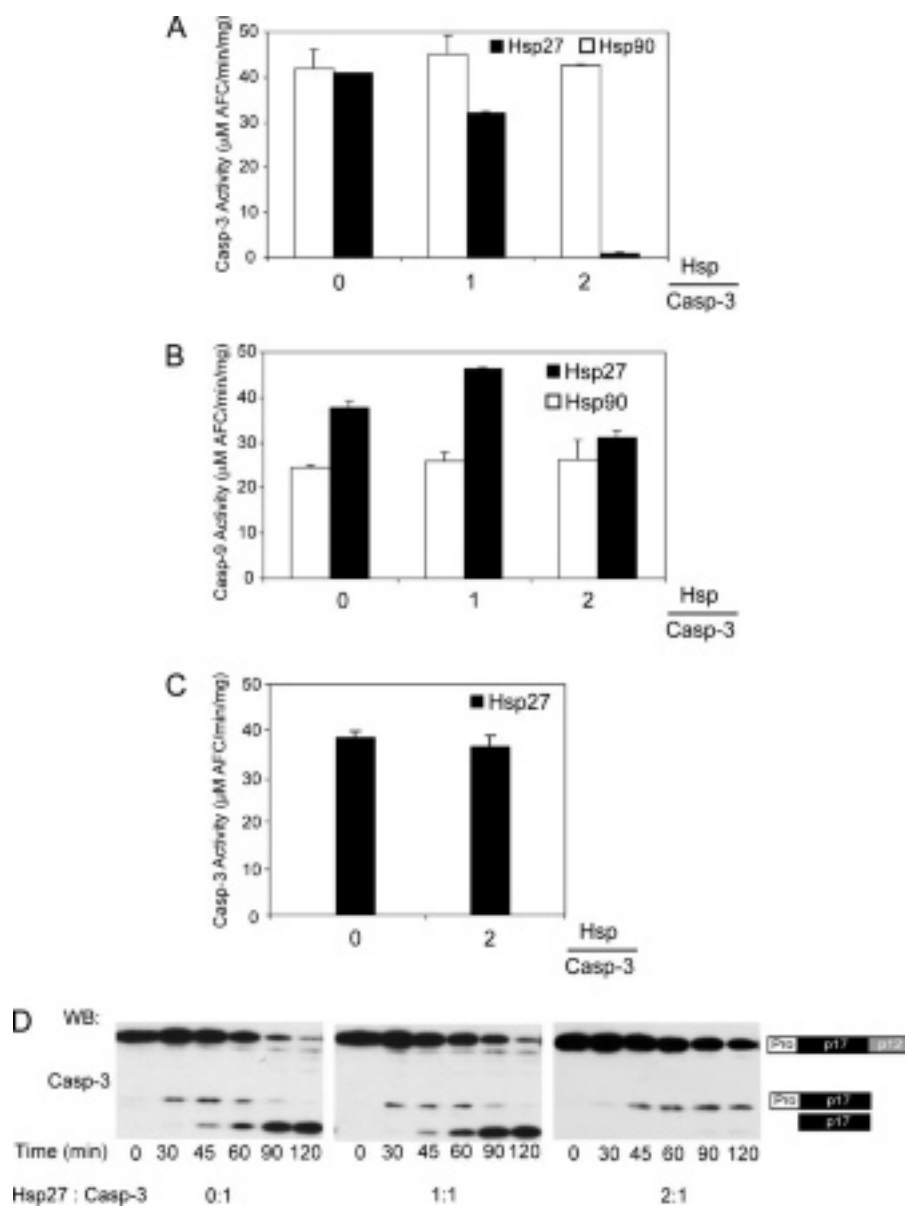 A
Casp-3 Activity (μM AFC/min/mg)
50
40
30
20
10
0
Hsp27 Hsp90
0 1 2
Hsp
Casp-3
B
Casp-9 Activity (μM AFC/min/mg)
50
40
30
20
10
0
Hsp27
Hsp90
0 1 2
Hsp
Casp-3
C
Casp-3 Activity (μM AFC/min/mg)
50
40
30
20
10
0
Hsp27
0 2
Hsp
Casp-3
D
WB:
Casp-3
Pro p17 p12
Pro p17
p17
Time (min) 0 30 45 60 90 120 0 30 45 60 90 120 0 30 45 60 90 120
Hsp27 : Casp-3 0:1 1:1 2:1